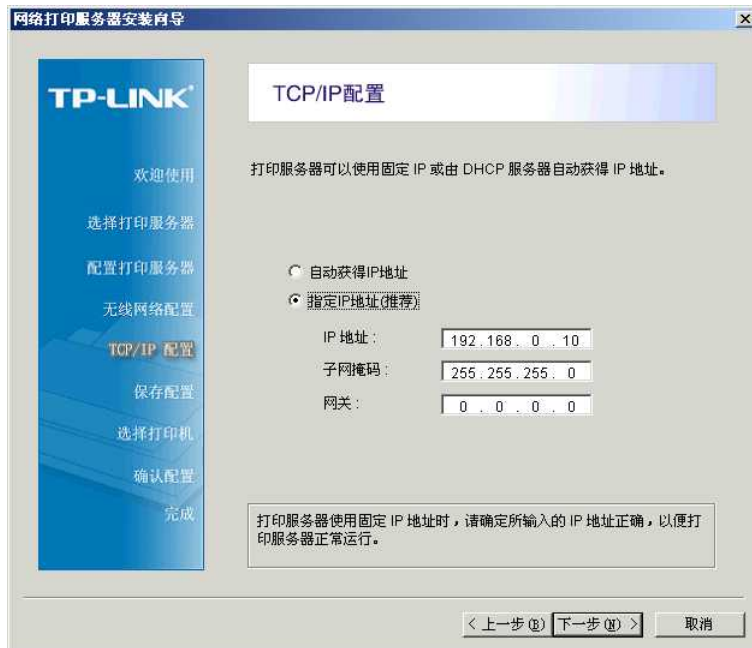 网络打印服务器安装向导
TP-LINK
欢迎使用
选择打印服务器
配置打印服务器
无线网络配置
TCP/IP 配置
保存配置
选择打印机
确认配置
完成
TCP/IP配置
打印服务器可以使用固定 IP 或由 DHCP 服务器自动获得 IP 地址。
自动获得IP地址
指定IP地址(推荐)
IP 地址: 192.168. 0 .10
子网掩码: 255.255.255. 0
网关: 0 . 0 . 0 . 0
打印服务器使用固定 IP 地址时，请确定所输入的 IP 地址正确，以便打
印服务器正常运行。
< 上一步(B) 下一步(N) > 取消